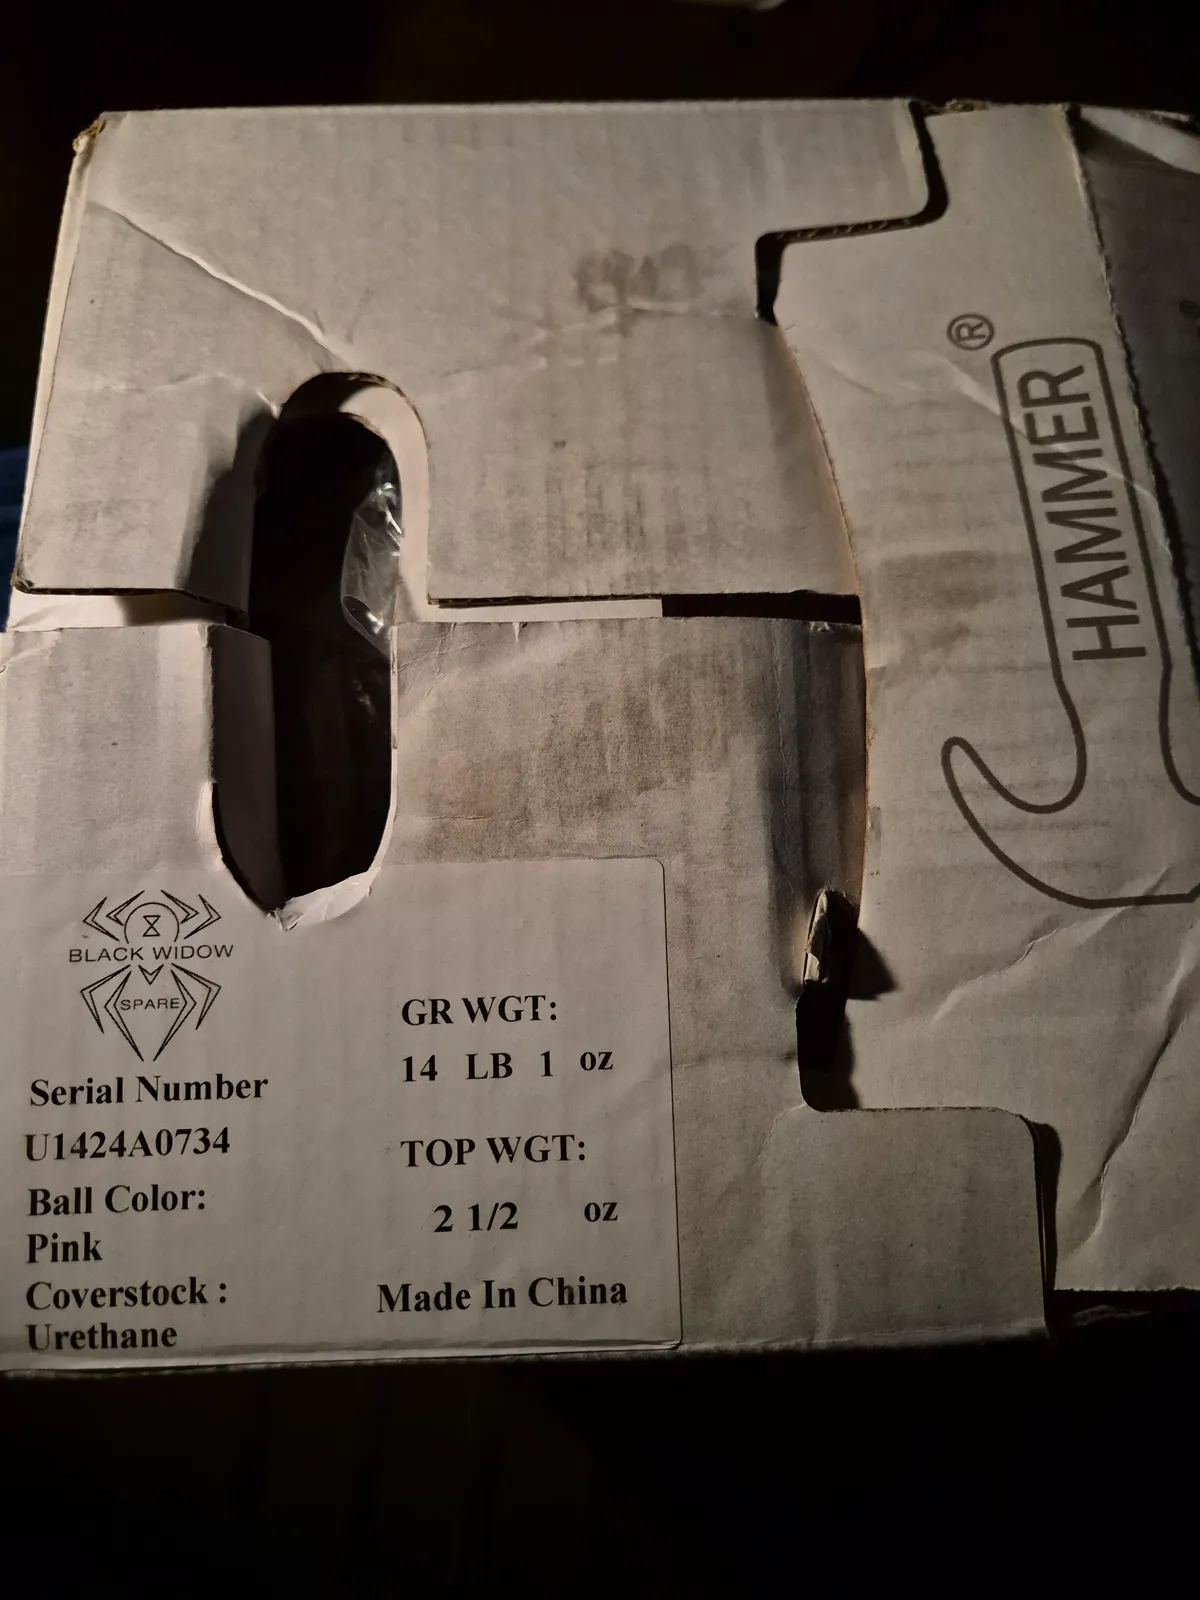 ®
HAMMER
BLACK WIDOW
SPARE
Serial Number
U1424A0734
Ball Color:
Pink
Coverstock :
Urethane
GR WGT:
14 LB 1 oz
TOP WGT:
2 1/2 oz
Made In China